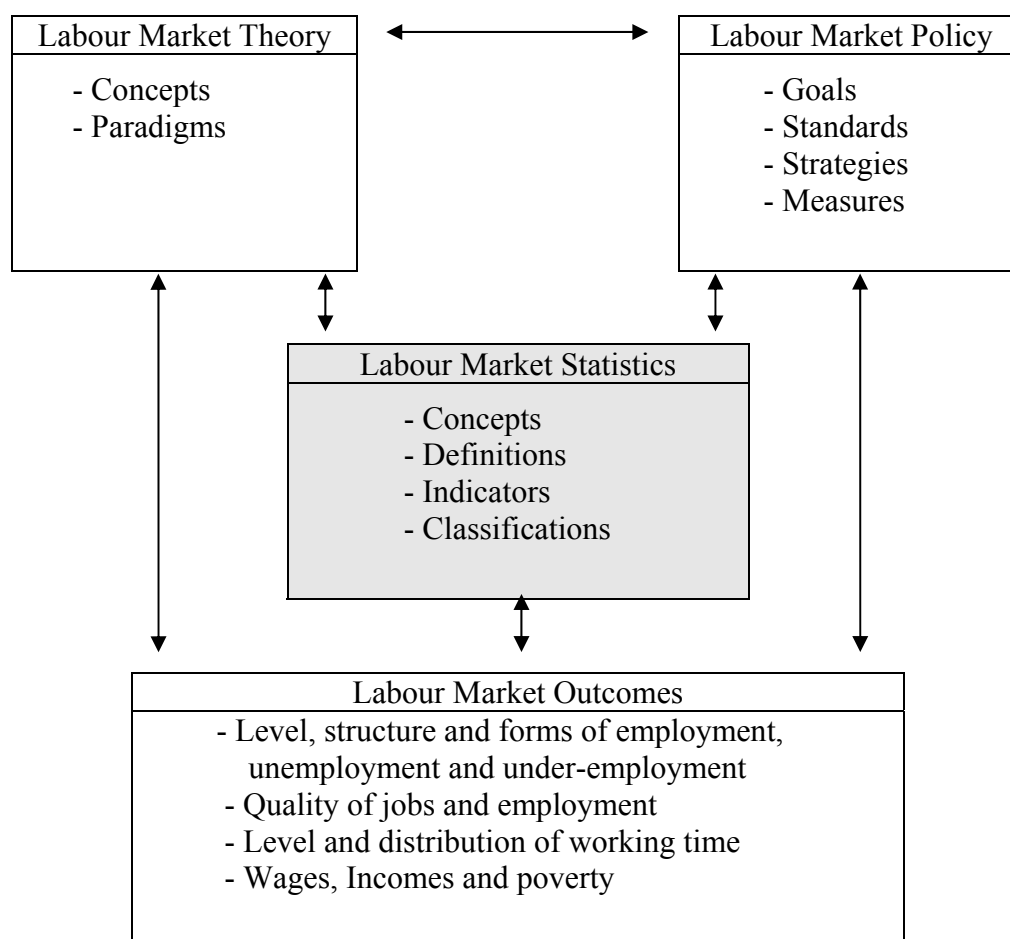 Labour Market Theory
- Concepts
- Paradigms
Labour Market Policy
- Goals
- Standards
- Strategies
- Measures
Labour Market Statistics
- Concepts
- Definitions
- Indicators
- Classifications
Labour Market Outcomes
- Level, structure and forms of employment,
unemployment and under-employment
- Quality of jobs and employment
- Level and distribution of working time
- Wages, Incomes and poverty